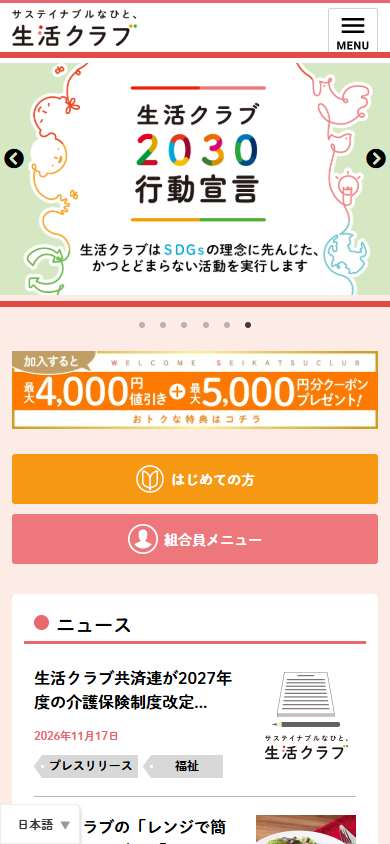 サステイナブルなひと、
生活クラブ
MENU
生活クラブ
2030
行動宣言
生活クラブはSDGsの理念に先んじた、
かつとどまらない活動を実行します
加入すると
WELCOME SEIKATSUCLUB
最大4,000円値引き+最大5,000円分クーポンプレゼント!
おトクな特典はコチラ
はじめての方
組合員メニュー
ニュース
生活クラブ共済連が2027年
度の介護保険制度改定...
2026年11月17日
プレスリリース
福祉
サステイナブルなひと、
生活クラブ
ラブの「レンジで簡
日本語 ▼